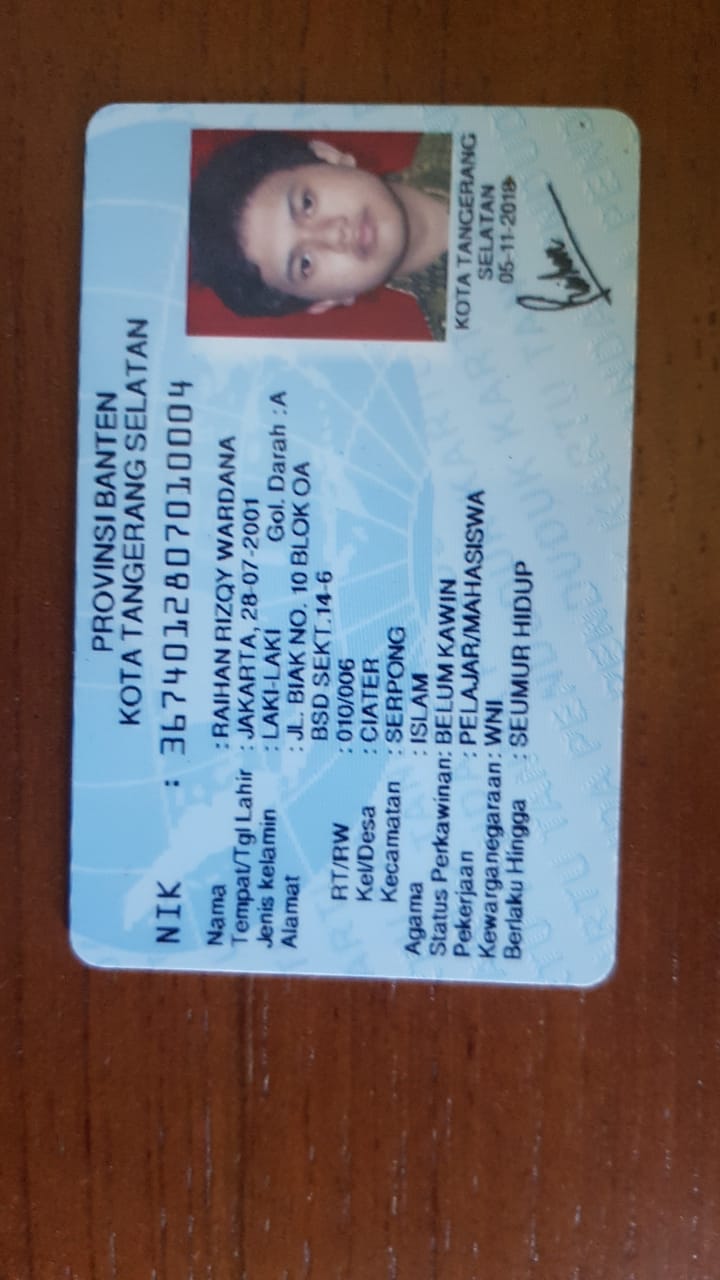 PROVINSI BANTEN
KOTA TANGERANG SELATAN
NIK : 3674012807010004
Nama : RAIHAN RIZQY WARDANA
Tempat/Tgl Lahir : JAKARTA, 28-07-2001
Jenis kelamin : LAKI-LAKI Gol. Darah :A
Alamat : JL. BIAK NO. 10 BLOK OA
BSD SEKT.14-6
RT/RW : 010/006
Kel/Desa : CIATER
Kecamatan : SERPONG
Agama : ISLAM
Status Perkawinan: BELUM KAWIN
Pekerjaan : PELAJAR/MAHASISWA
Kewarganegaraan: WNI
Berlaku Hingga : SEUMUR HIDUP
KOTA TANGERANG
SELATAN
05-11-2018